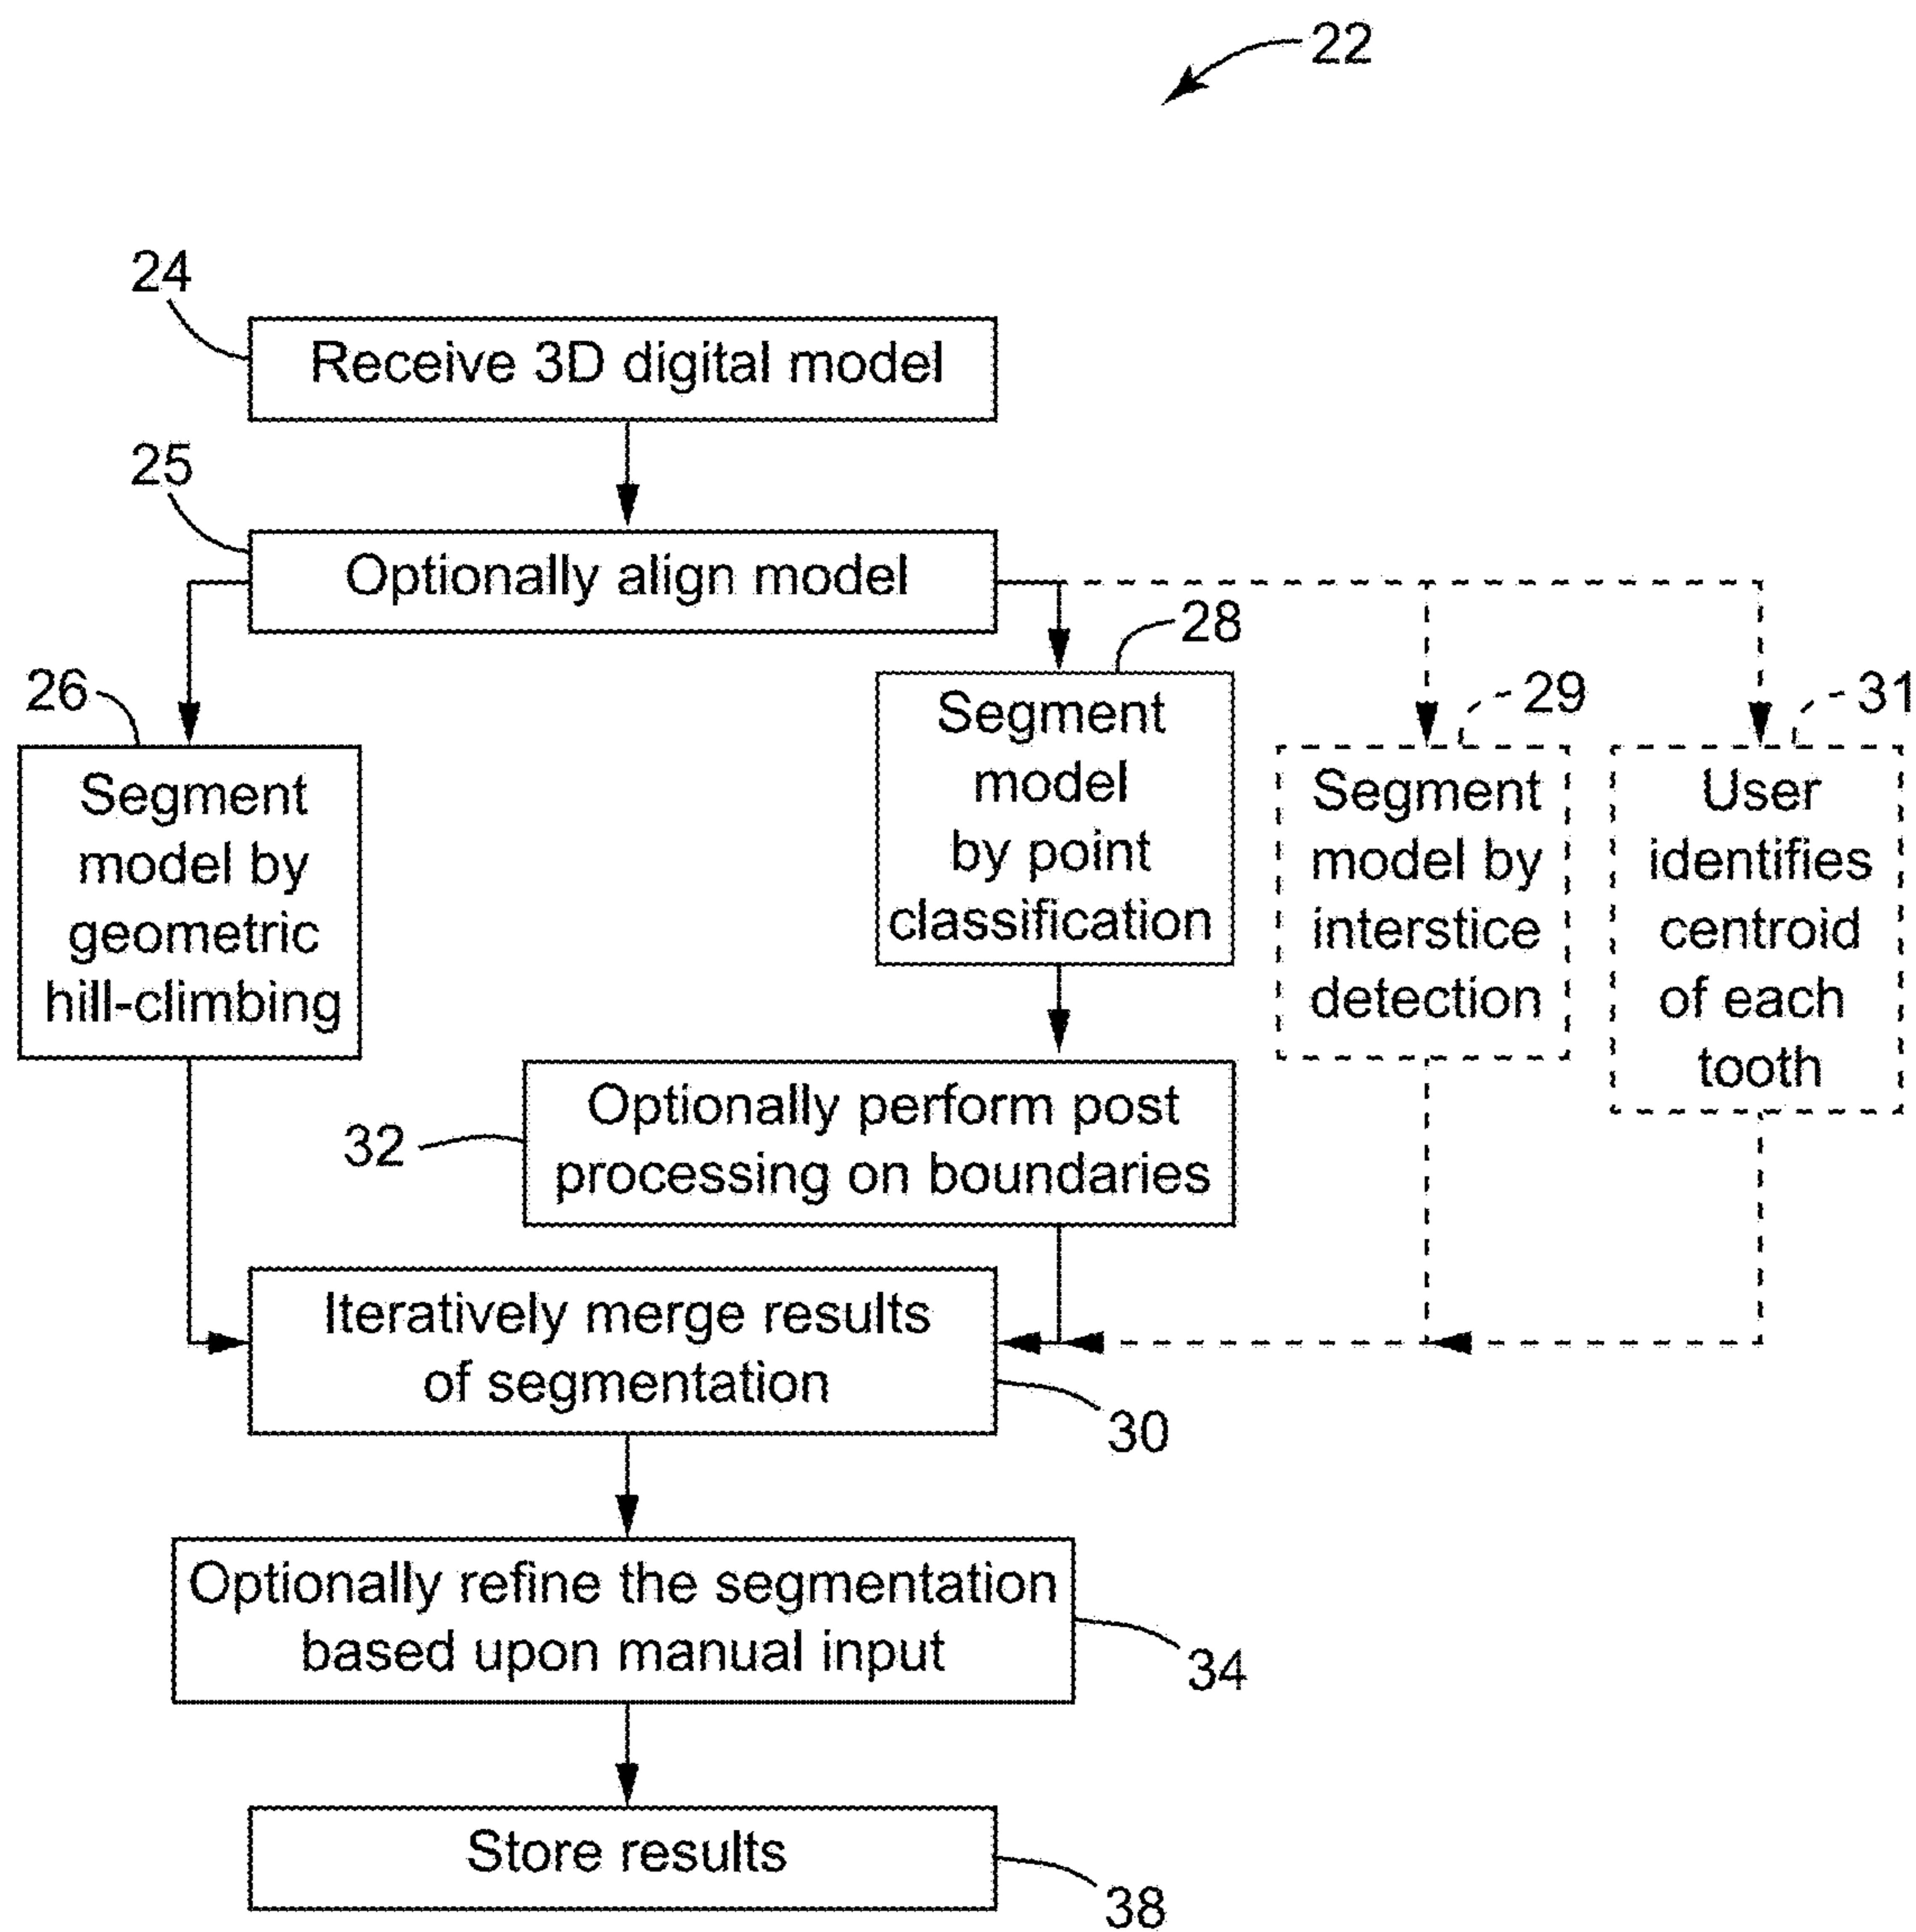 22
24
Receive 3D digital model
25
Optionally align model
26
Segment
model by
geometric
hill-climbing
28
Segment
model
by point
classification
29
Segment
model by
interstice
detection
31
User
identifies
centroid
of each
tooth
32
Optionally perform post
processing on boundaries
Iteratively merge results
of segmentation
30
Optionally refine the segmentation
based upon manual input
34
Store results
38